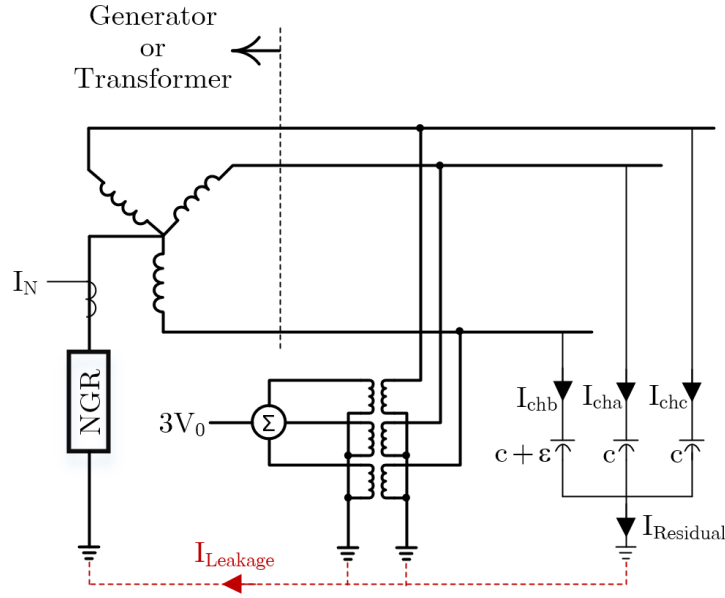 Generator
or
Transformer
I_N
NGR
3V_0
Σ
I_chb
I_cha
I_chc
c + ε
c
c
I_Residual
I_Leakage